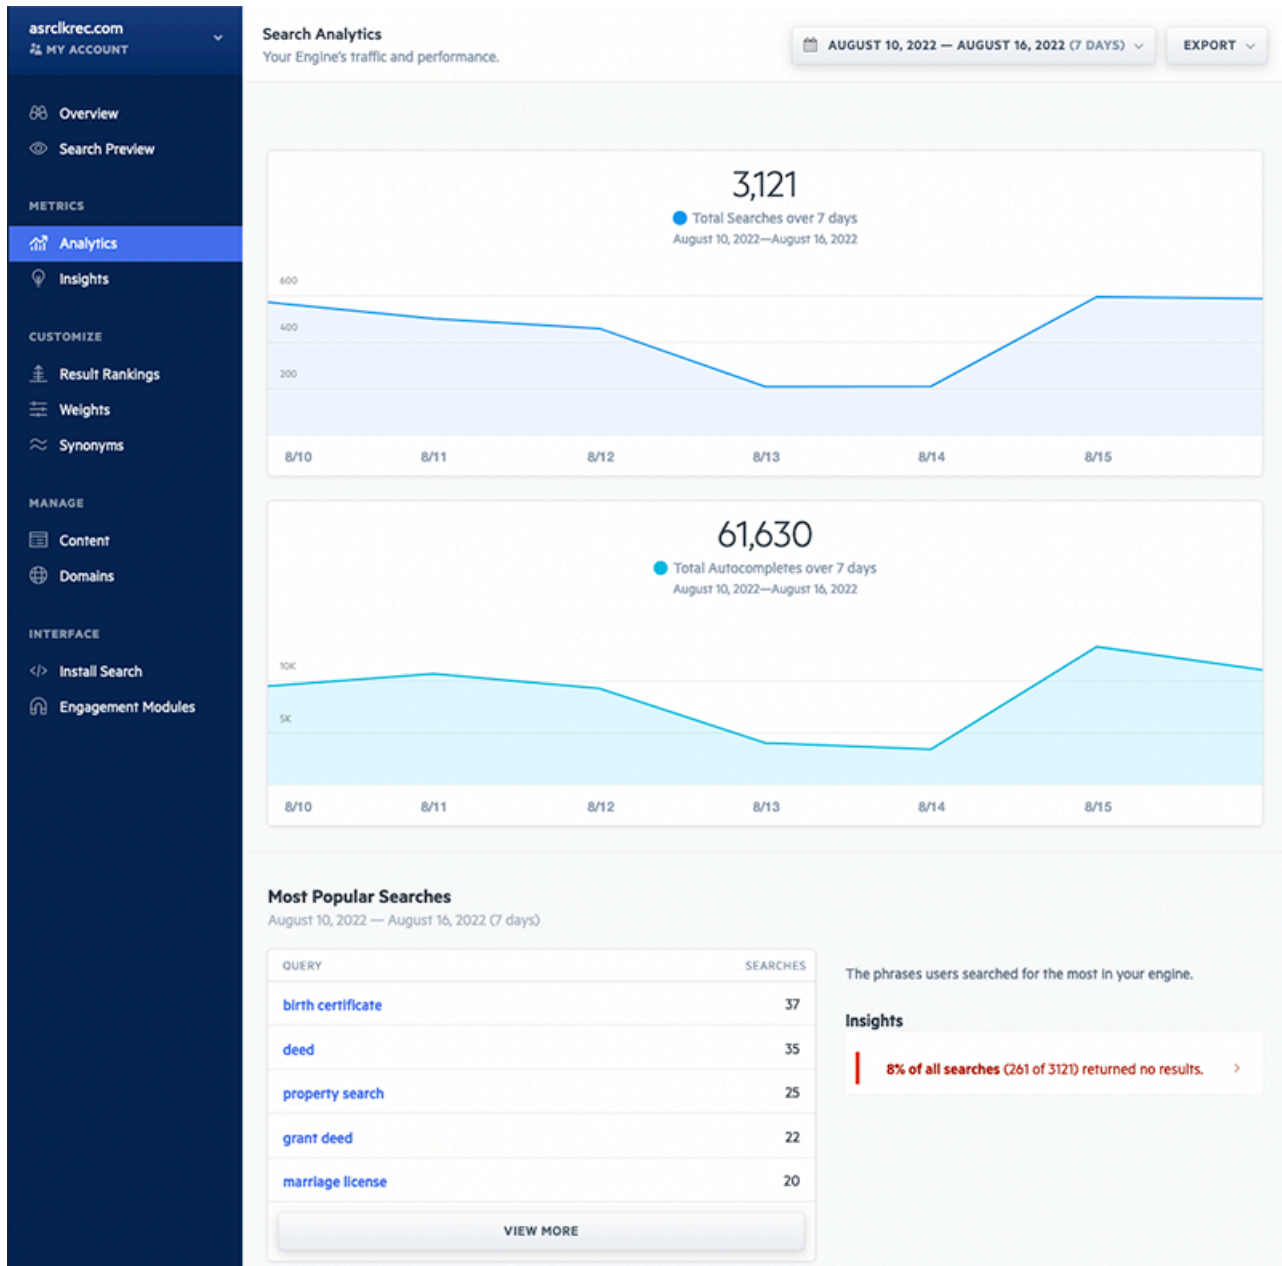 asrclkrec.com
MY ACCOUNT
Overview
Search Preview
METRICS
Analytics
Insights
CUSTOMIZE
Result Rankings
Weights
Synonyms
MANAGE
Content
Domains
INTERFACE
</> Install Search
Engagement Modules
Search Analytics
Your Engine's traffic and performance.
AUGUST 10, 2022 — AUGUST 16, 2022 (7 DAYS)
EXPORT
3,121
Total Searches over 7 days
August 10, 2022—August 16, 2022
600
400
200
8/10 8/11 8/12 8/13 8/14 8/15
61,630
Total Autocompletes over 7 days
August 10, 2022—August 16, 2022
10K
5K
8/10 8/11 8/12 8/13 8/14 8/15
Most Popular Searches
August 10, 2022 — August 16, 2022 (7 days)
QUERY SEARCHES
birth certificate 37
deed 35
property search 25
grant deed 22
marriage license 20
VIEW MORE
The phrases users searched for the most in your engine.
Insights
8% of all searches (261 of 3121) returned no results.